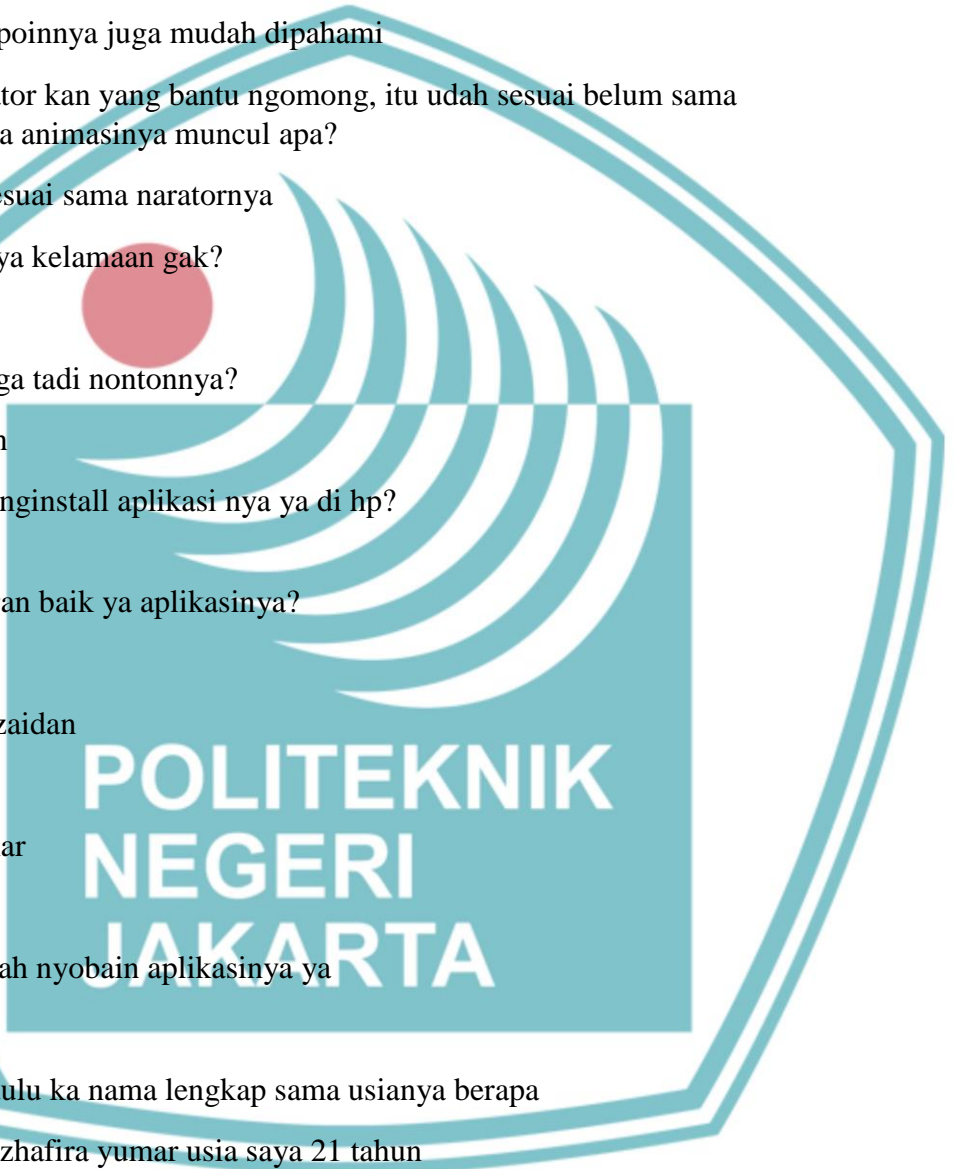 poinnya juga mudah dipahami
tor kan yang bantu ngomong, itu udah sesuai belum sama
a animasinya muncul apa?
esuai sama naratornya
ya kelamaan gak?
ga tadi nontonnya?
n
nginstall aplikasi nya ya di hp?
an baik ya aplikasinya?
zaidan
POLITEKNIK
ar
NEGERI
JAKARTA
ah nyobain aplikasinya ya
ulu ka nama lengkap sama usianya berapa
zhafira yumar usia saya 21 tahun